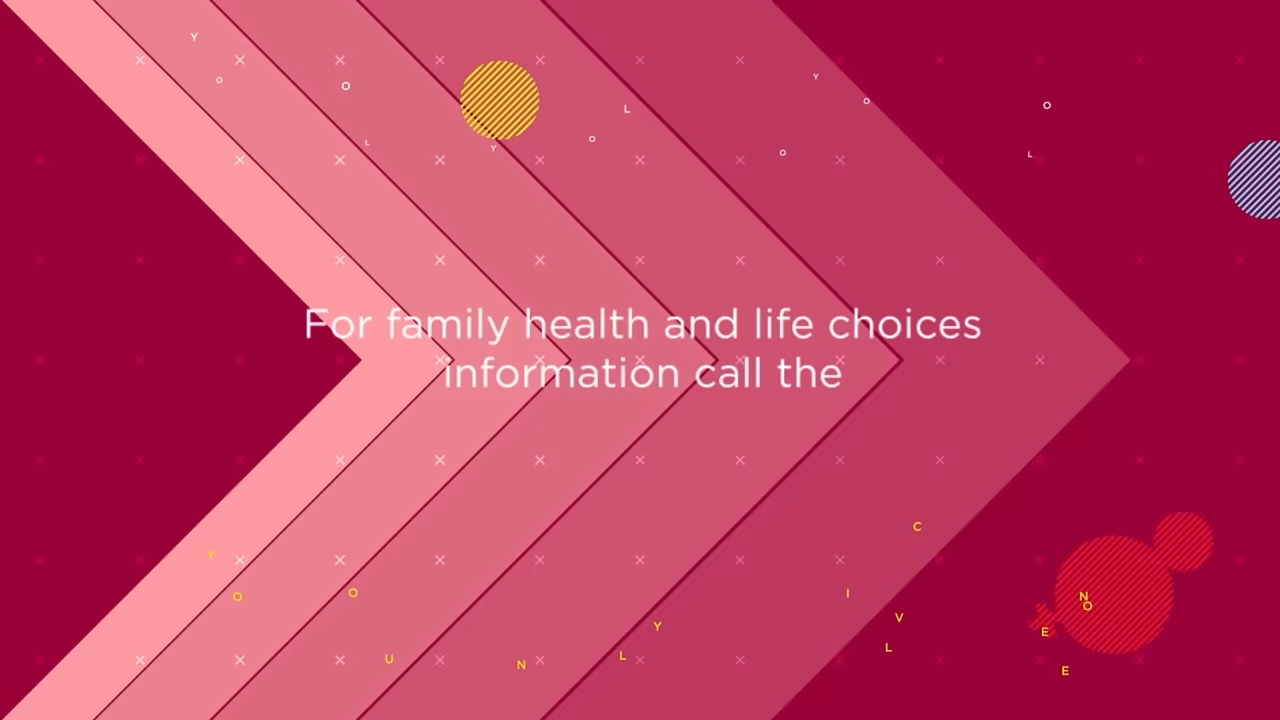 For family health and life choices
information call the
Y O O L Y O L Y O O O L
Y O O U N L Y L I V E O N C E